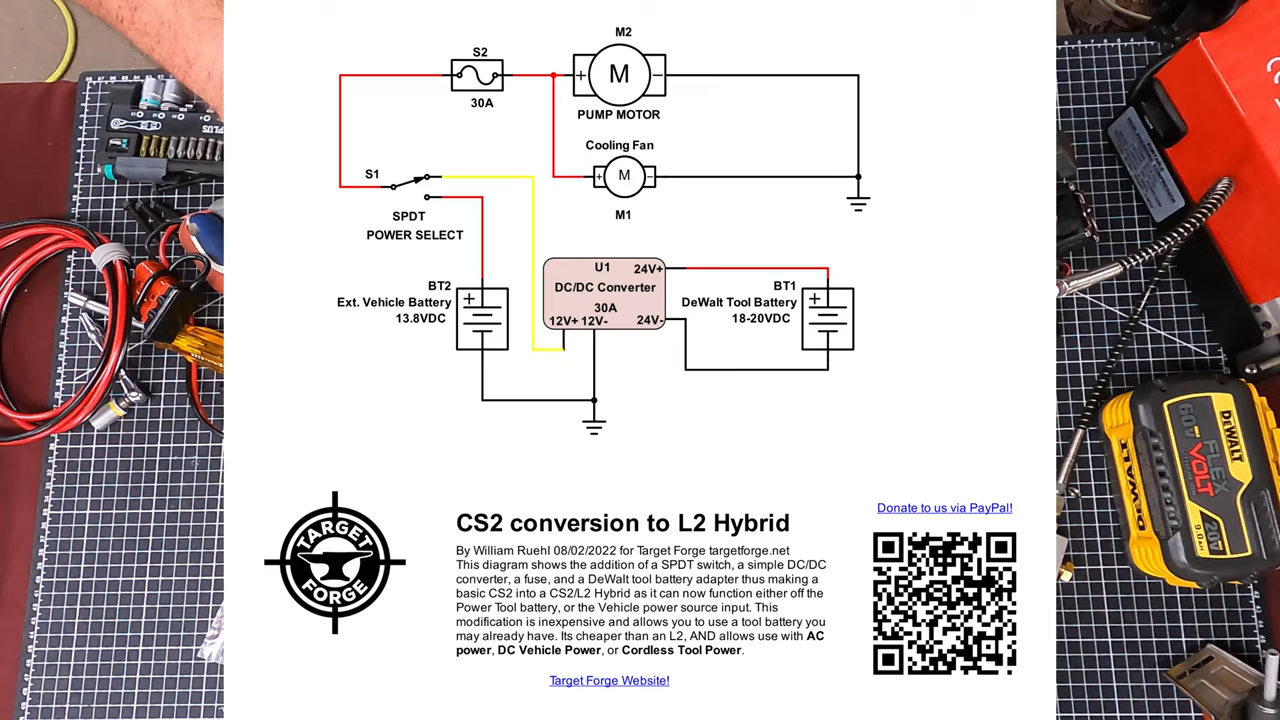 M2
S2
+
M
−
30A
PUMP MOTOR
Cooling Fan
S1
+
M
−
SPDT
M1
POWER SELECT
U1
24V+
BT2
DC/DC Converter
BT1
Ext. Vehicle Battery
+
30A
DeWalt Tool Battery
+
13.8VDC
12V+
12V-
24V-
18-20VDC
TARGET
FORGE
CS2 conversion to L2 Hybrid
By William Ruehl 08/02/2022 for Target Forge targetforge.net
This diagram shows the addition of a SPDT switch, a simple DC/DC
converter, a fuse, and a DeWalt tool battery adapter thus making a
basic CS2 into a CS2/L2 Hybrid as it can now function either off the
Power Tool battery, or the Vehicle power source input. This
modification is inexpensive and allows you to use a tool battery you
may already have. Its cheaper than an L2, AND allows use with AC
power, DC Vehicle Power, or Cordless Tool Power.
Target Forge Website!
Donate to us via PayPal!
DEWALT
DEWALT
60V
FLEX
VOLT
20V
9.0Ah